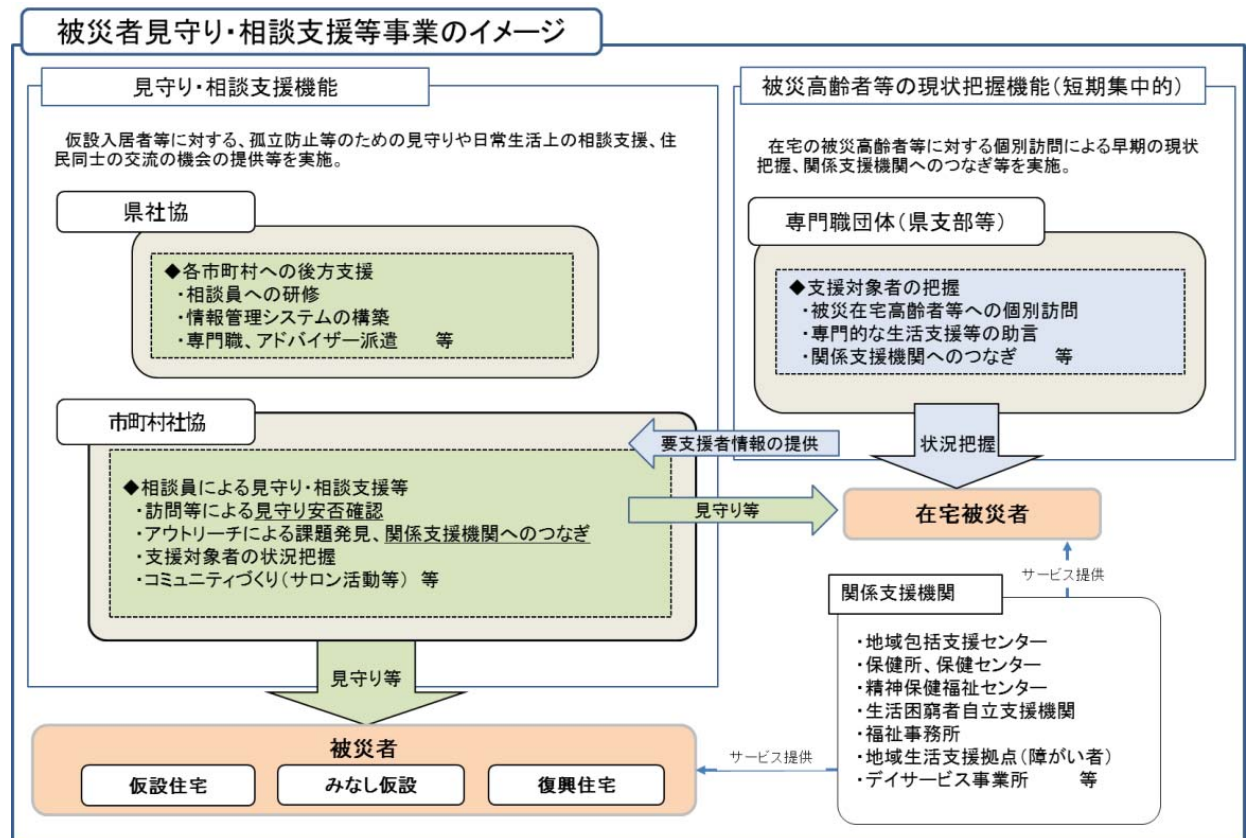 被災者見守り・相談支援等事業のイメージ
見守り・相談支援機能
仮設入居者等に対する、孤立防止等のための見守りや日常生活上の相談支援、住
民同士の交流の機会の提供等を実施。
県社協
◆各市町村への後方支援
・相談員への研修
・情報管理システムの構築
・専門職、アドバイザー派遣　　等
市町村社協
◆相談員による見守り・相談支援等
・訪問等による見守り安否確認
・アウトリーチによる課題発見、関係支援機関へのつなぎ
・支援対象者の状況把握
・コミュニティづくり(サロン活動等)　等
見守り等
被災者
仮設住宅
みなし仮設
復興住宅
被災高齢者等の現状把握機能(短期集中的)
在宅の被災高齢者等に対する個別訪問による早期の現状
把握、関係支援機関へのつなぎ等を実施。
専門職団体(県支部等)
◆支援対象者の把握
・被災在宅高齢者等への個別訪問
・専門的な生活支援等の助言
・関係支援機関へのつなぎ　　等
状況把握
要支援者情報の提供
見守り等
在宅被災者
サービス提供
関係支援機関
・地域包括支援センター
・保健所、保健センター
・精神保健福祉センター
・生活困窮者自立支援機関
・福祉事務所
・地域生活支援拠点(障がい者)
・デイサービス事業所　　等
サービス提供